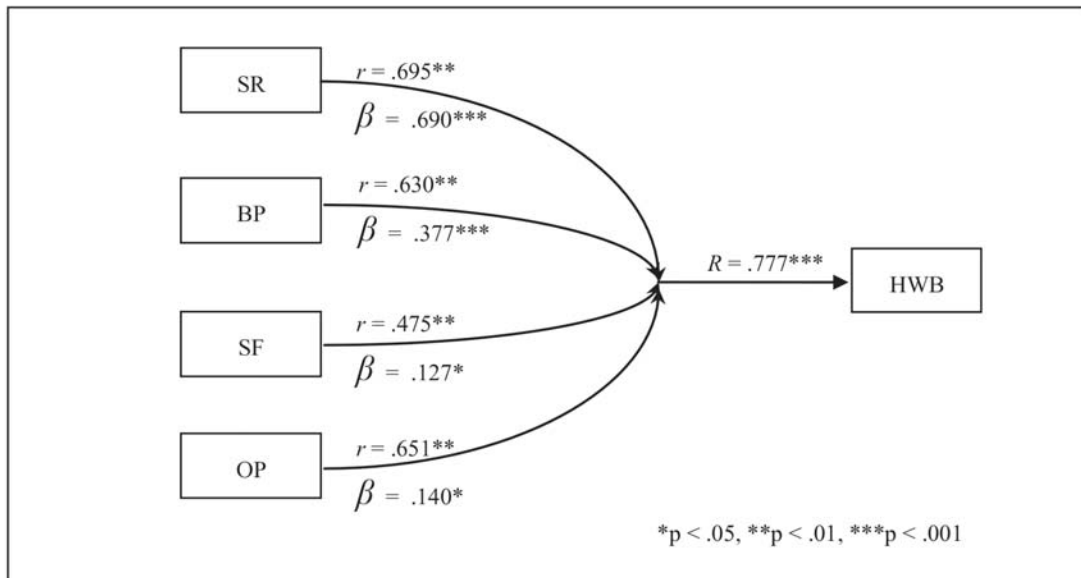 SR
r = .695**
β = .690***
BP
r = .630**
β = .377***
SF
r = .475**
β = .127*
OP
r = .651**
β = .140*
R = .777***
HWB
*p < .05, **p < .01, ***p < .001